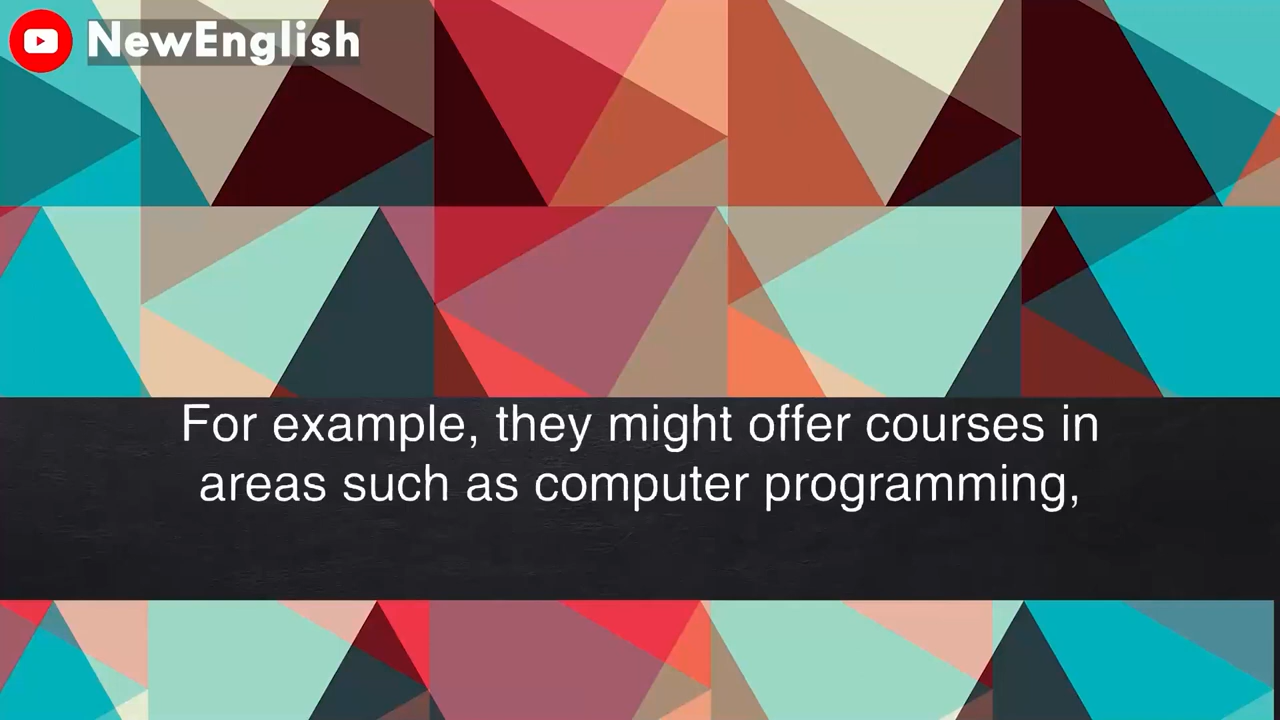 NewEnglish
For example, they might offer courses in
areas such as computer programming,